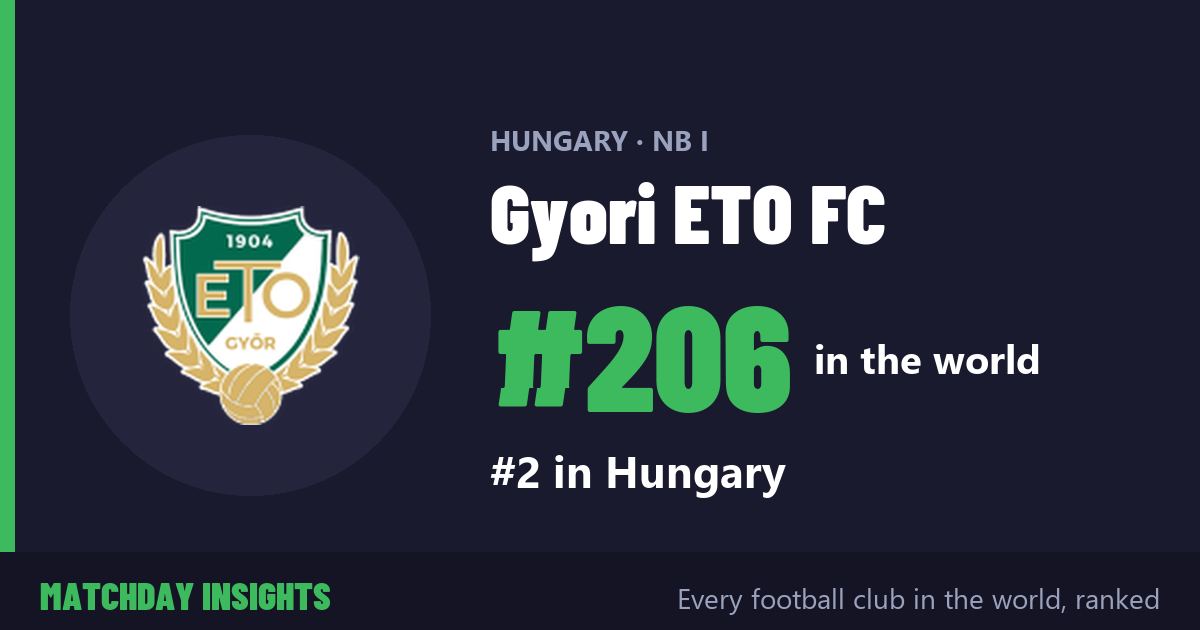 HUNGARY · NB I
Gyori ETO FC
1904
ETO
GYŐR
#206 in the world
#2 in Hungary
MATCHDAY INSIGHTS
Every football club in the world, ranked